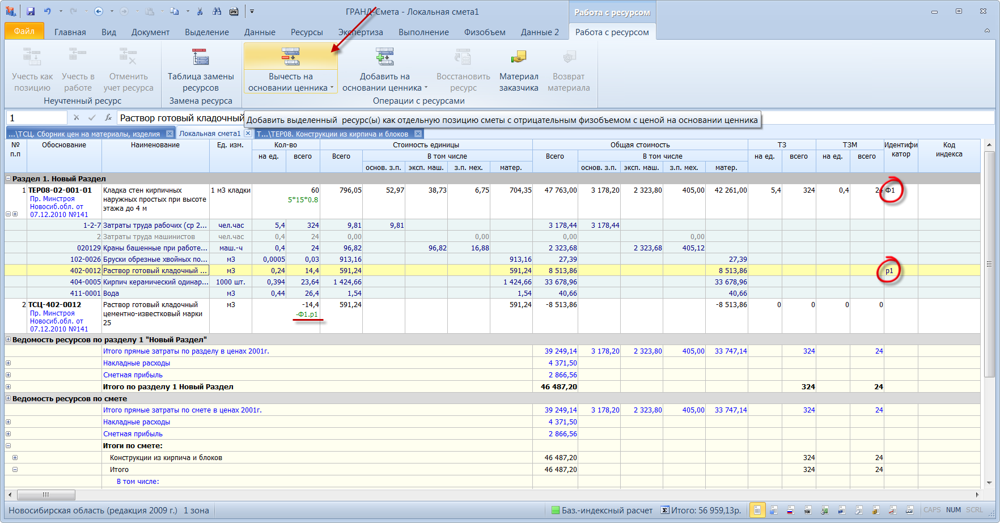 ГРАНД-Смета - Локальная смета1
Работа с ресурсом
Файл Главная Вид Документ Выделение Данные Ресурсы Экспертиза Выполнение Физобъем Данные 2 Работа с ресурсом
Учесть как позицию
Учесть в работе
Отменить учет ресурса
Таблица замены ресурсов
Вычесть на основании ценника
Добавить на основании ценника
Восстановить ресурс
Материал заказчика
Возврат материала
Неучтенный ресурс Замена ресурса Операции с ресурсами
1 fx Раствор готовый кладочный
Добавить выделенный ресурс(ы) как отдельную позицию сметы с отрицательным физобъемом с ценой на основании ценника
...\ТСЦ. Сборник цен на материалы, изделия Локальная смета1 Т...\ТЕР08. Конструкции из кирпича и блоков
№ п.п Обоснование Наименование Ед. изм. Кол-во Стоимость единицы Общая стоимость ТЗ ТЗМ Идентифи катор Код индекса
на ед. всего Всего В том числе Всего В том числе на ед. всего на ед. всего
основ. з.п. эксп. маш. з.п. мех. матер. основ. з.п. эксп. маш. з.п. мех. матер.
Раздел 1. Новый Раздел
1 ТЕР08-02-001-01 Кладка стен кирпичных 1 м3 кладки 60 796,05 52,97 38,73 6,75 704,35 47 763,00 3 178,20 2 323,80 405,00 42 261,00 5,4 324 0,4 24 Ф1
Пр. Минстроя наружных простых при высоте 5*15*0.8
Новосиб.обл. от этажа до 4 м
07.12.2010 №141
1-2-7 Затраты труда рабочих (ср 2... чел.час 5,4 324 9,81 9,81 3 178,44 3 178,44
2 Затраты труда машинистов чел.час 0,4 24 0,00 0,00 0,00 0,00
020129 Краны башенные при работе... маш.-ч 0,4 24 96,82 96,82 16,88 2 323,68 2 323,68 405,12
102-0026 Бруски обрезные хвойных по... м3 0,0005 0,03 913,16 913,16 27,39 27,39
402-0012 Раствор готовый кладочный ... м3 0,24 14,4 591,24 591,24 8 513,86 8 513,86 р1
404-0005 Кирпич керамический одинар... 1000 шт. 0,394 23,64 1 424,66 1 424,66 33 678,96 33 678,96
411-0001 Вода м3 0,44 26,4 1,54 1,54 40,66 40,66
2 ТСЦ-402-0012 Раствор готовый кладочный м3 -14,4 591,24 591,24 -8 513,86 -8 513,86 0 0 0 0
Пр. Минстроя цементно-известковый марки -Ф1.р1
Новосиб.обл. от 25
07.12.2010 №141
Ведомость ресурсов по разделу 1 "Новый Раздел"
Итого прямые затраты по разделу в ценах 2001г. 39 249,14 3 178,20 2 323,80 405,00 33 747,14 324 24
Накладные расходы 4 371,50
Сметная прибыль 2 866,56
Итого по разделу 1 Новый Раздел 46 487,20 324 24
Ведомость ресурсов по смете
Итого прямые затраты по смете в ценах 2001г. 39 249,14 3 178,20 2 323,80 405,00 33 747,14 324 24
Накладные расходы 4 371,50
Сметная прибыль 2 866,56
Итоги по смете:
Конструкции из кирпича и блоков 46 487,20 324 24
Итого 46 487,20 324 24
В том числе:
Новосибирская область (редакция 2009 г.) 1 зона Баз.-индексный расчет Σ Итого: 56 959,13р. CAPS NUM SCRL